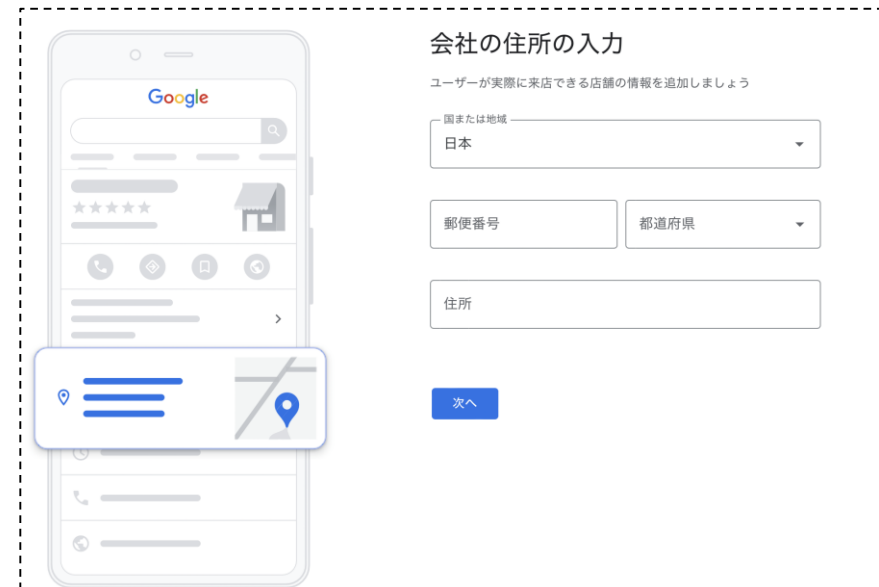 Google
会社の住所の入力
ユーザーが実際に来店できる店舗の情報を追加しましょう
国または地域
日本
郵便番号
都道府県
住所
次へ